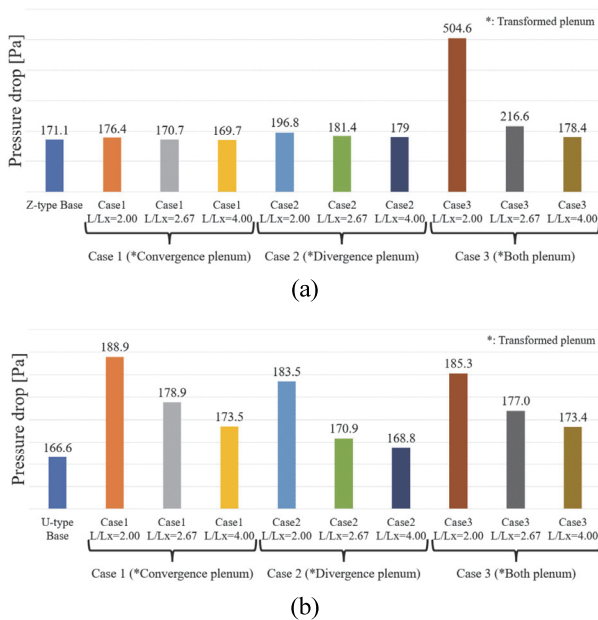 *: Transformed plenum
504.6
Pressure drop [Pa]
171.1 176.4 170.7 169.7 196.8 181.4 179 216.6 178.4
Z-type Base Case1 Case1 Case1 Case2 Case2 Case2 Case3 Case3 Case3
L/Lx=2.00 L/Lx=2.67 L/Lx=4.00 L/Lx=2.00 L/Lx=2.67 L/Lx=4.00 L/Lx=2.00 L/Lx=2.67 L/Lx=4.00
Case 1 (*Convergence plenum) Case 2 (*Divergence plenum) Case 3 (*Both plenum)
(a)
*: Transformed plenum
Pressure drop [Pa]
166.6 188.9 178.9 173.5 183.5 170.9 168.8 185.3 177.0 173.4
U-type Case1 Case1 Case1 Case2 Case2 Case2 Case3 Case3 Case3
Base L/Lx=2.00 L/Lx=2.67 L/Lx=4.00 L/Lx=2.00 L/Lx=2.67 L/Lx=4.00 L/Lx=2.00 L/Lx=2.67 L/Lx=4.00
Case 1 (*Convergence plenum) Case 2 (*Divergence plenum) Case 3 (*Both plenum)
(b)